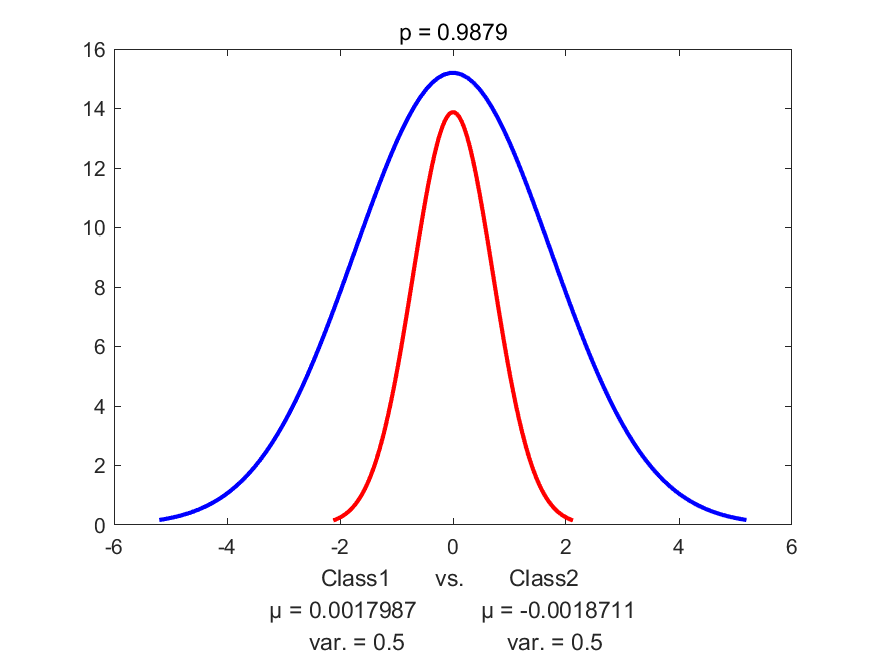 p = 0.9879
16
14
12
10
8
6
4
2
0
-6 -4 -2 0 2 4 6
Class1 vs. Class2
μ = 0.0017987 μ = -0.0018711
var. = 0.5 var. = 0.5